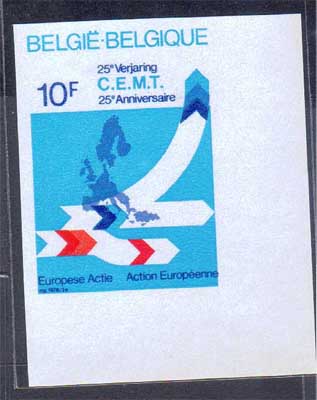 BELGIË·BELGIQUE
25e Verjaring
10F C.E.M.T.
25e Anniversaire
Europese Actie Action Européenne